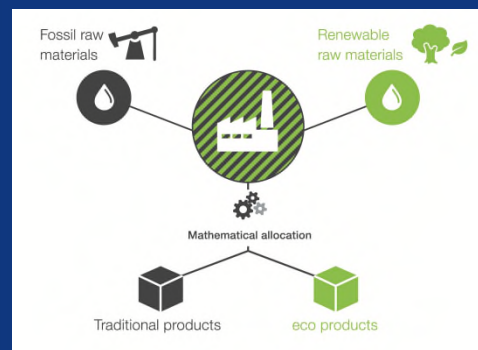 Fossil raw
materials
Renewable
raw materials
Mathematical allocation
Traditional products
eco products